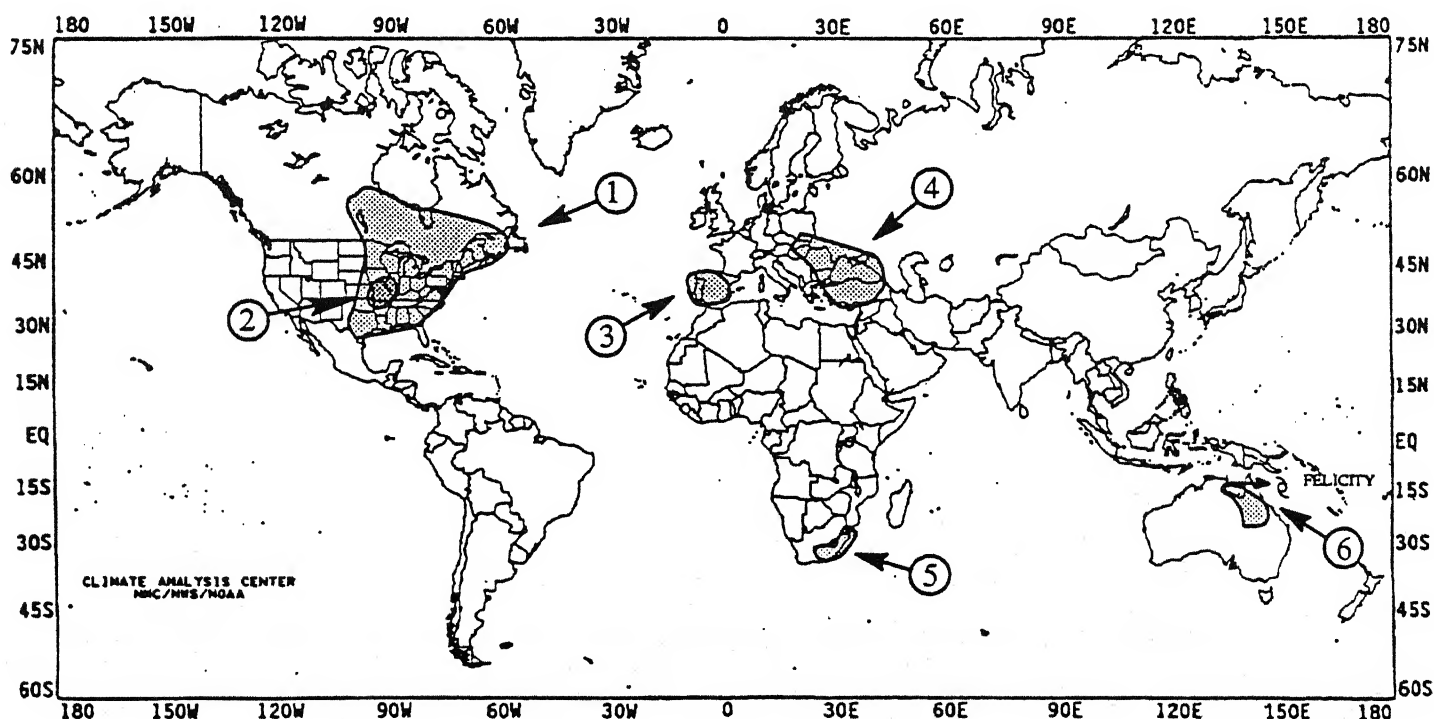 180 150W 120W 90W 60W 30W 0 30E 60E 90E 120E 150E 180
75N 75N
60N 60N
1
4
45N 45N
2
3
30N 30N
15N 15N
EQ EQ
15S FELICITY 15S
6
30S 30S
5
CLIMATE ANALYSIS CENTER
NMC/NWS/NOAA
45S 45S
60S 60S
180 150W 120W 90W 60W 30W 0 30E 60E 90E 120E 150E 180